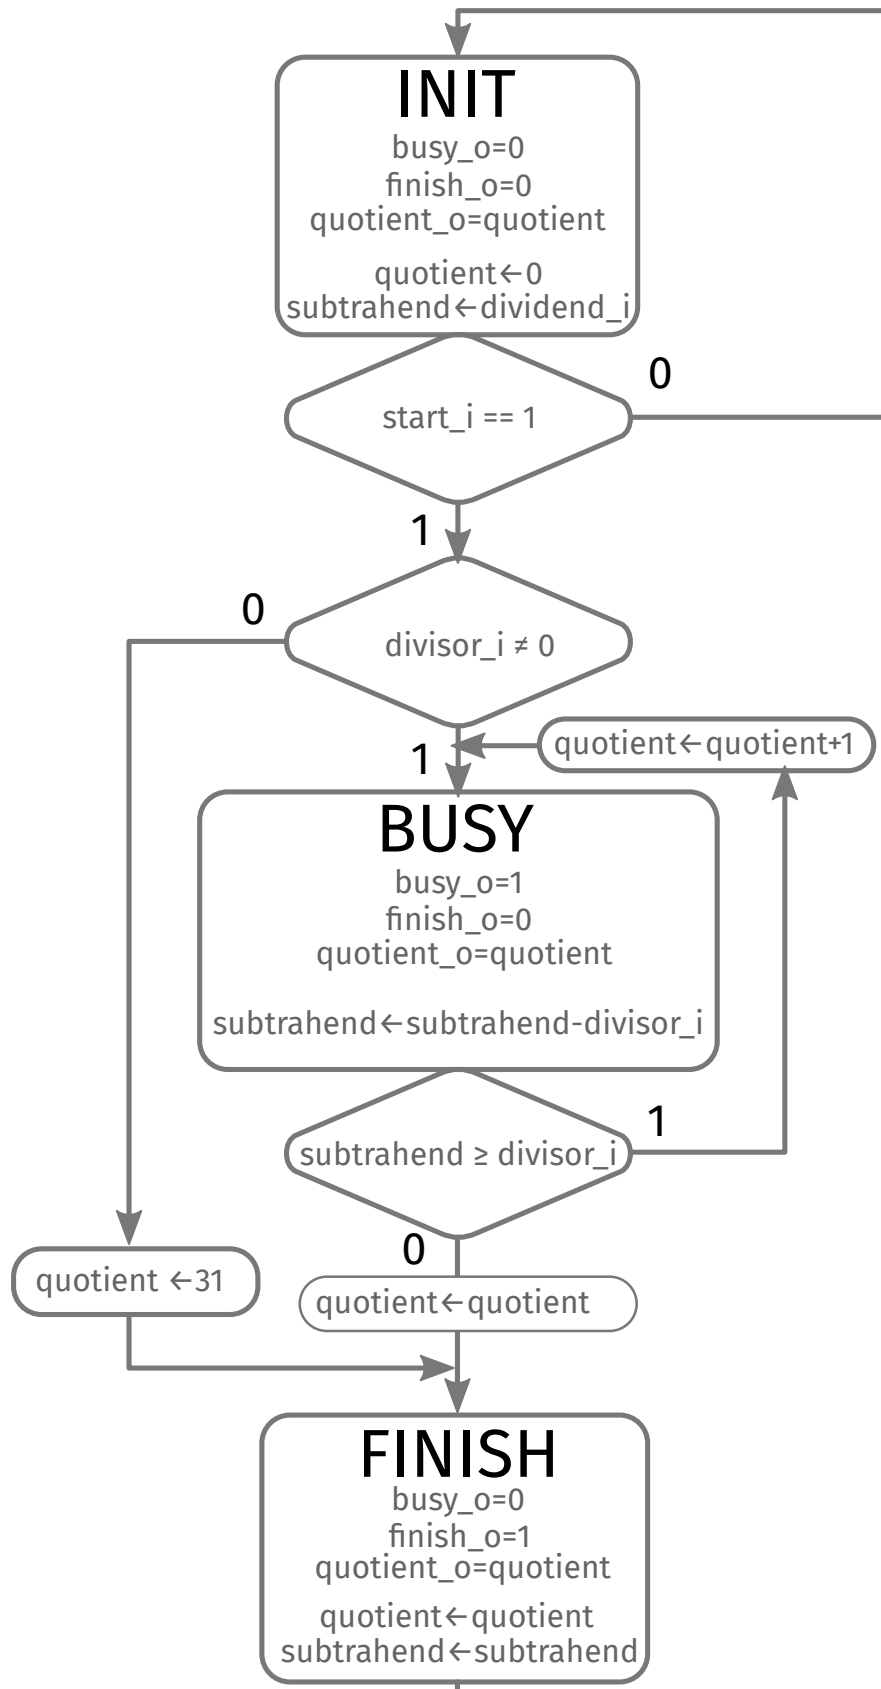 INIT
busy_o=0
finish_o=0
quotient_o=quotient
quotient←0
subtrahend←dividend_i
start_i == 1
0
1
divisor_i ≠ 0
0
1
quotient←quotient+1
BUSY
busy_o=1
finish_o=0
quotient_o=quotient
subtrahend←subtrahend-divisor_i
subtrahend ≥ divisor_i
1
0
quotient ←31
quotient←quotient
FINISH
busy_o=0
finish_o=1
quotient_o=quotient
quotient←quotient
subtrahend←subtrahend